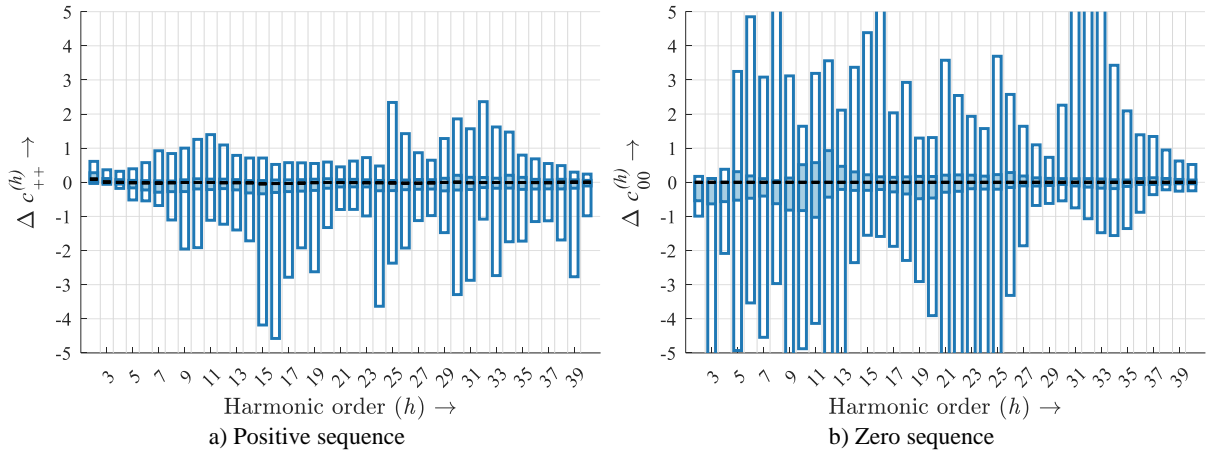 5
4
3
2
1
0
-1
-2
-3
-4
-5
Δ c₊₊⁽ʰ⁾ →
3 5 7 9 11 13 15 17 19 21 23 25 27 29 31 33 35 37 39
Harmonic order (h) →
a) Positive sequence
5
4
3
2
1
0
-1
-2
-3
-4
-5
Δ c₀₀⁽ʰ⁾ →
3 5 7 9 11 13 15 17 19 21 23 25 27 29 31 33 35 37 39
Harmonic order (h) →
b) Zero sequence